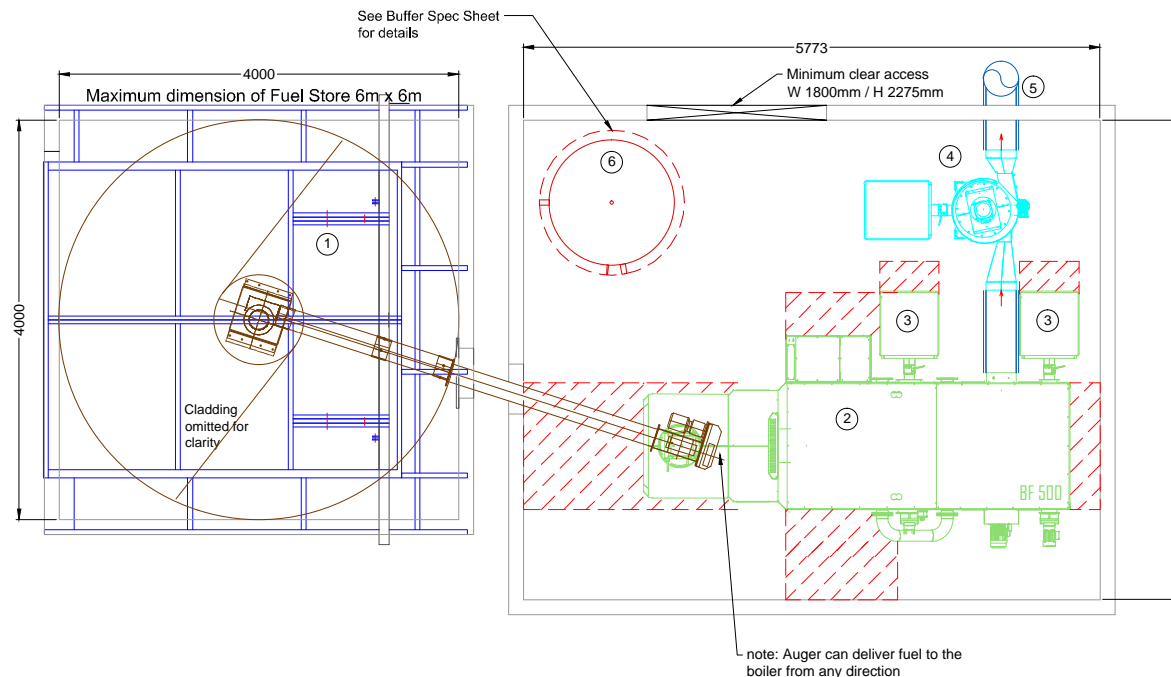 See Buffer Spec Sheet
for details
5773
4000
Maximum dimension of Fuel Store 6m x 6m
Minimum clear access
W 1800mm / H 2275mm
5
4
6
1
4000
3
3
Cladding
omitted for
clarity
2
BF 500
note: Auger can deliver fuel to the
boiler from any direction